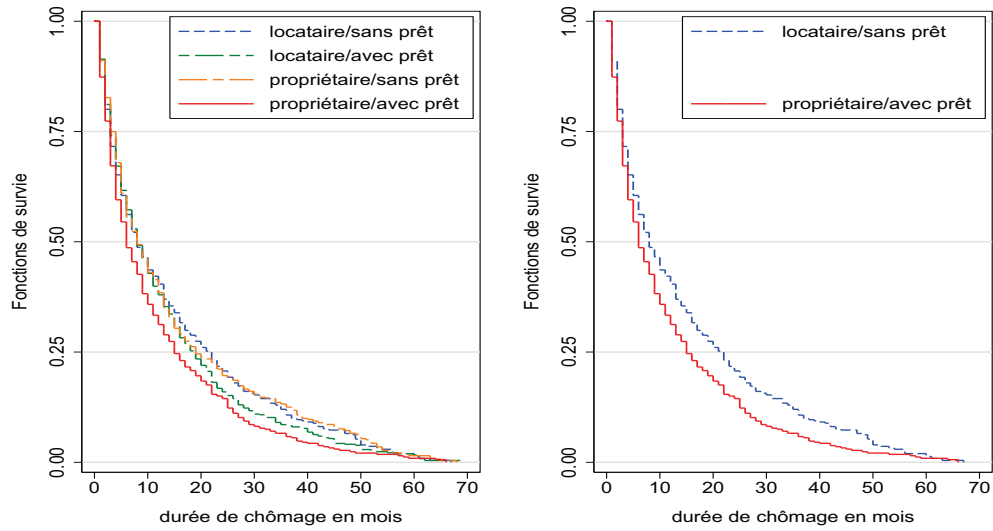 locataire/sans prêt
locataire/avec prêt
propriétaire/sans prêt
propriétaire/avec prêt
1.00
0.75
0.50
0.25
0.00
Fonctions de survie
0 10 20 30 40 50 60 70
durée de chômage en mois
locataire/sans prêt
propriétaire/avec prêt
1.00
0.75
0.50
0.25
0.00
Fonctions de survie
0 10 20 30 40 50 60 70
durée de chômage en mois